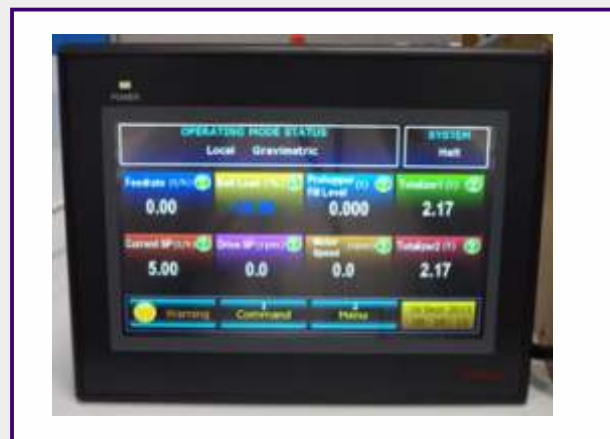 POWER
OPERATING MODE STATUS
Local Gravimetric
SYSTEM
Halt
Feedrate (t/h)
Belt Load
Prehopper (t)
Fill Level
Totalizer1 (t)
0.00
0.000
2.17
Current SP (t/h)
Drive SP (rpm)
Motor (rpm)
Speed
Totalizer2 (t)
5.00
0.0
0.0
2.17
Warning
Command
Menu